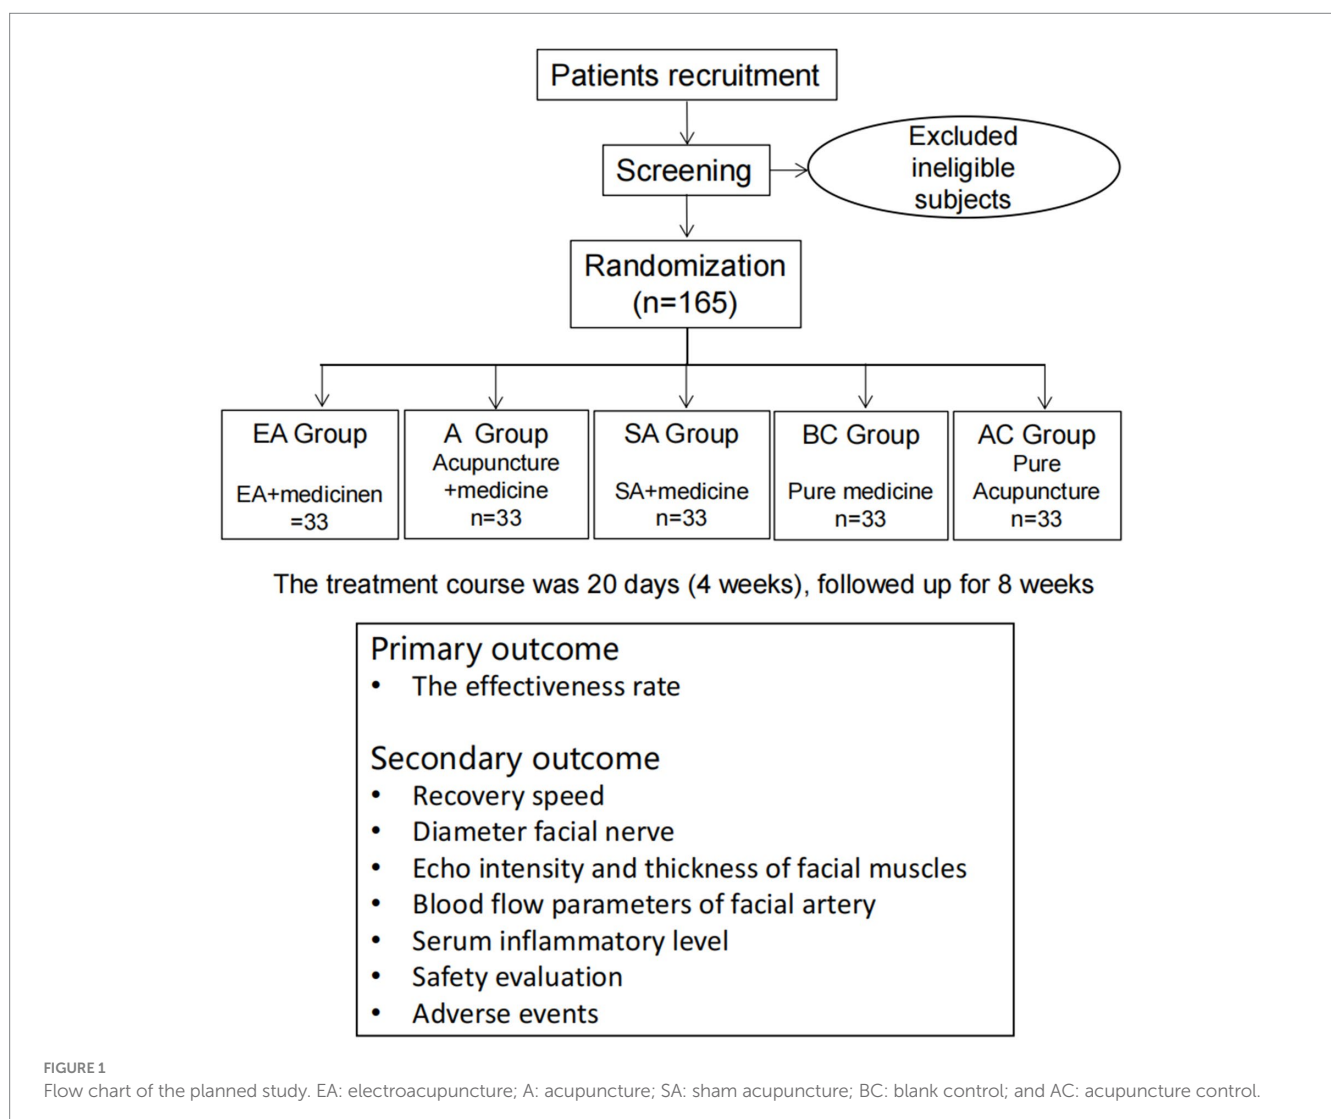 Patients recruitment
Screening
Excluded
ineligible
subjects
Randomization
(n=165)
EA Group
EA+medicinen
=33
A Group
Acupuncture
+medicine
n=33
SA Group
SA+medicine
n=33
BC Group
Pure medicine
n=33
AC Group
Pure
Acupuncture
n=33
The treatment course was 20 days (4 weeks), followed up for 8 weeks
Primary outcome
• The effectiveness rate
Secondary outcome
• Recovery speed
• Diameter facial nerve
• Echo intensity and thickness of facial muscles
• Blood flow parameters of facial artery
• Serum inflammatory level
• Safety evaluation
• Adverse events
FIGURE 1
Flow chart of the planned study. EA: electroacupuncture; A: acupuncture; SA: sham acupuncture; BC: blank control; and AC: acupuncture control.